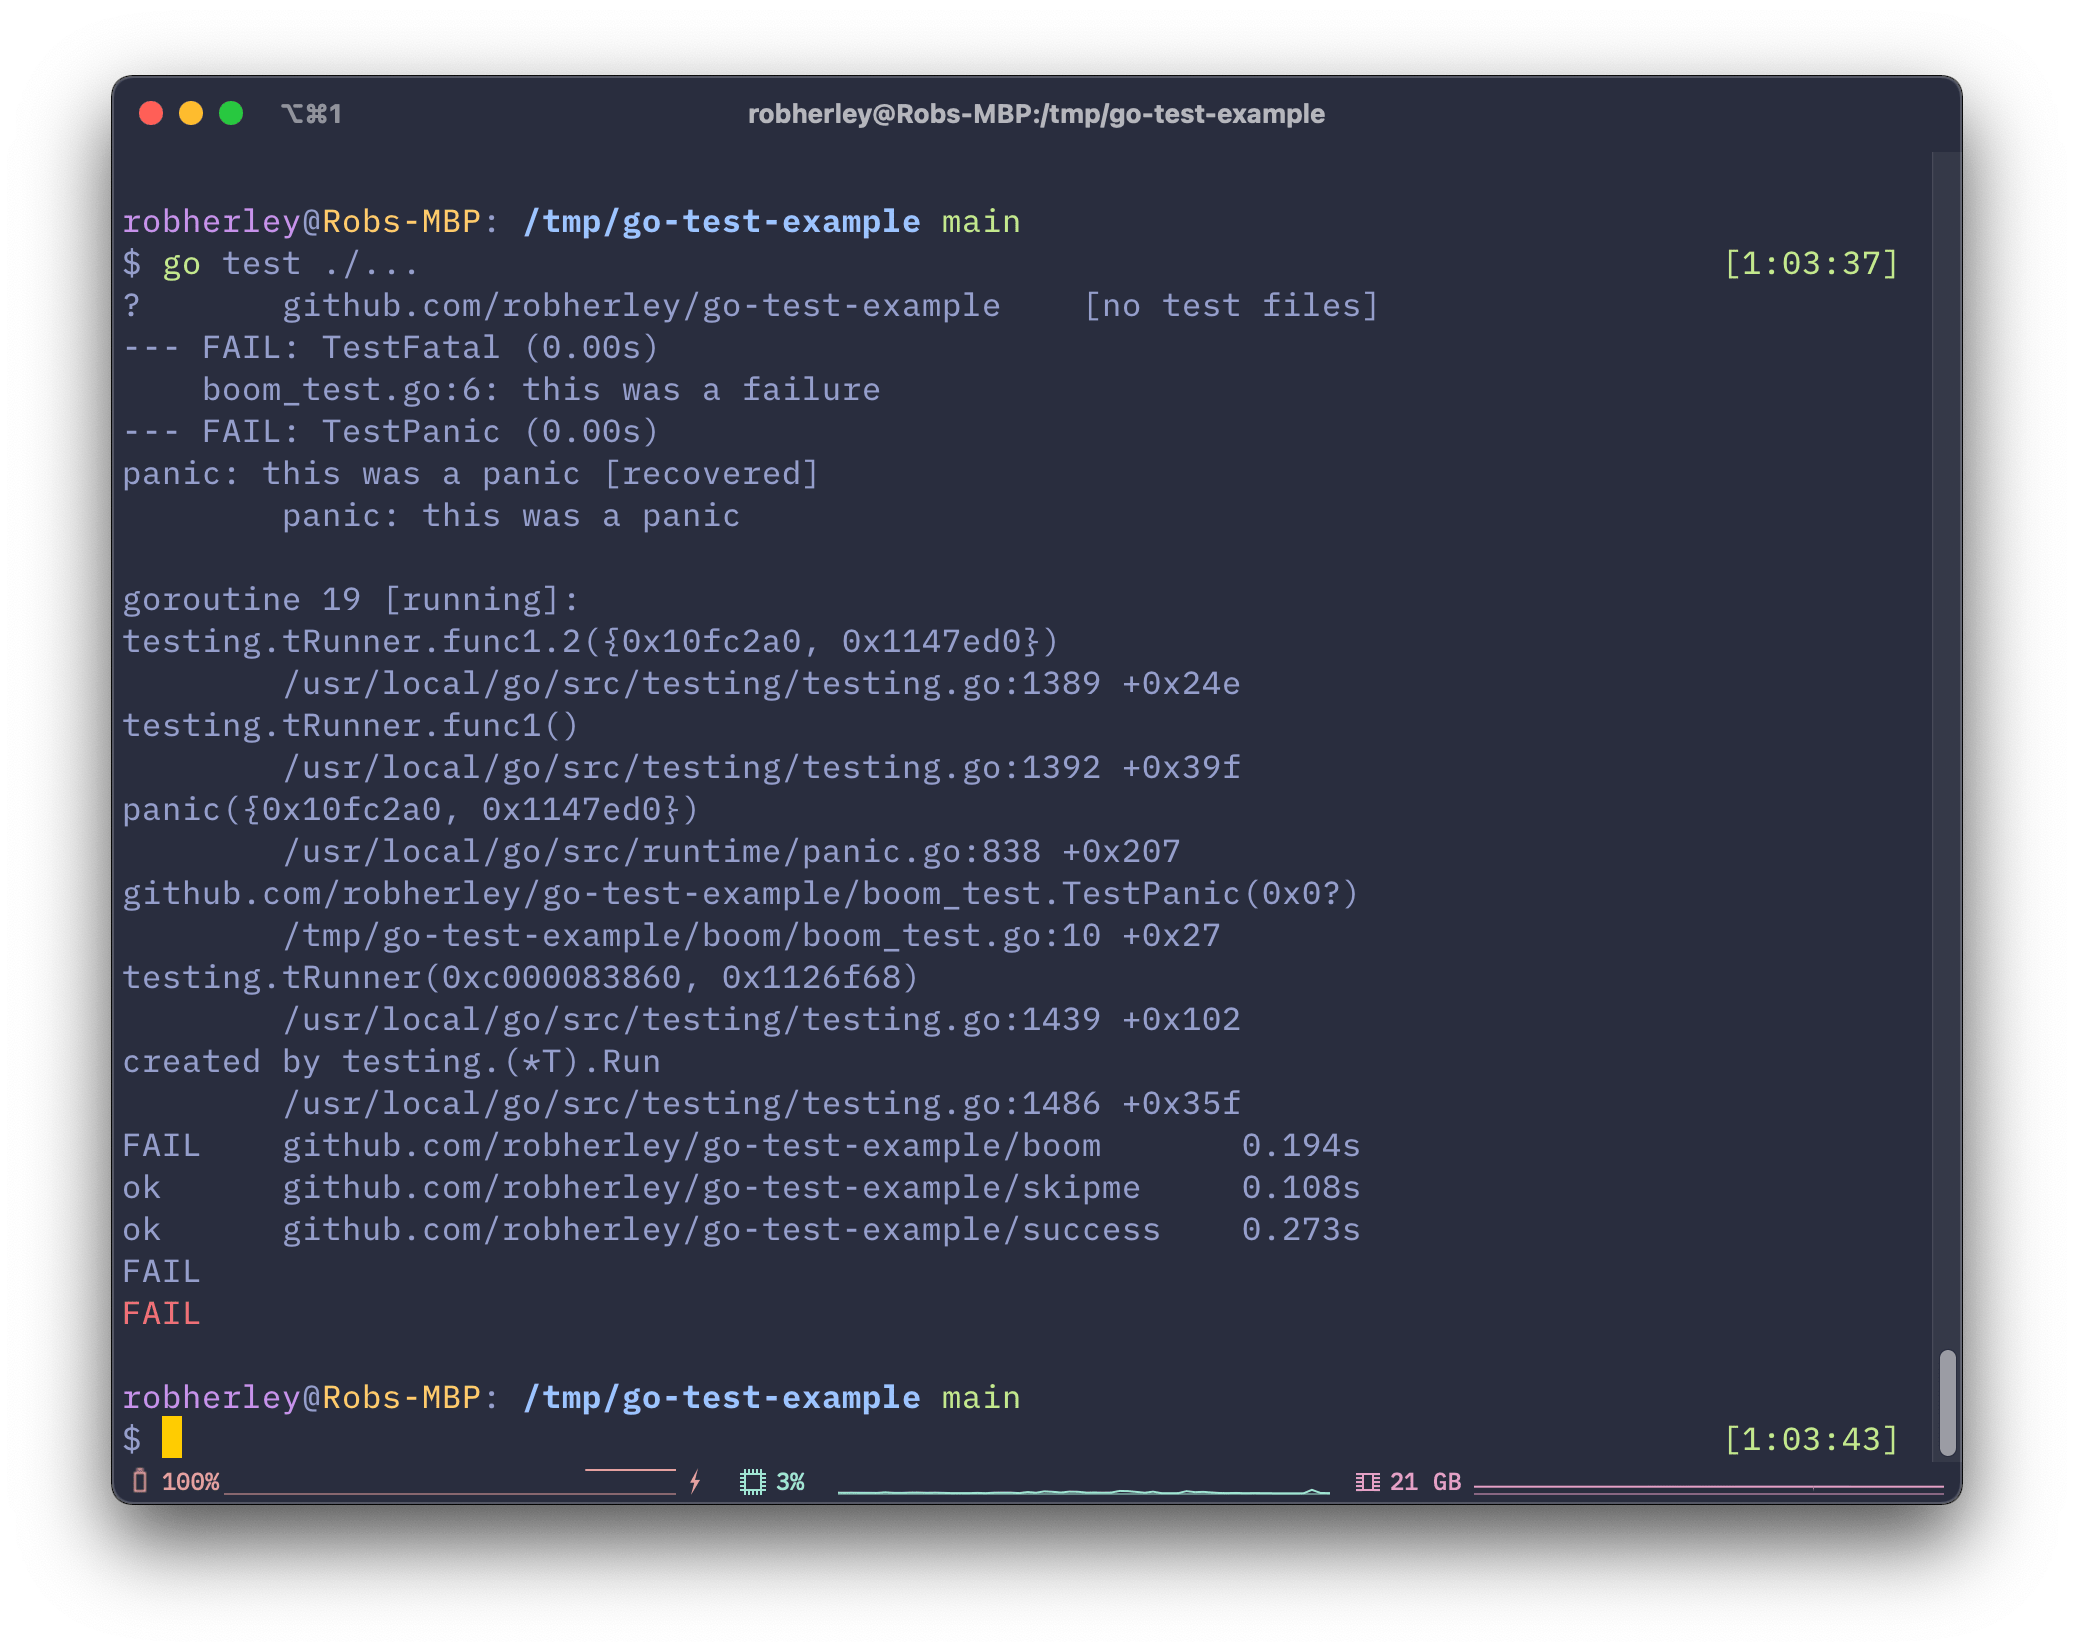 ⌥⌘1 robherley@Robs-MBP:/tmp/go-test-example
robherley@Robs-MBP: /tmp/go-test-example main
$ go test ./... [1:03:37]
?       github.com/robherley/go-test-example    [no test files]
--- FAIL: TestFatal (0.00s)
    boom_test.go:6: this was a failure
--- FAIL: TestPanic (0.00s)
panic: this was a panic [recovered]
        panic: this was a panic
goroutine 19 [running]:
testing.tRunner.func1.2({0x10fc2a0, 0x1147ed0})
        /usr/local/go/src/testing/testing.go:1389 +0x24e
testing.tRunner.func1()
        /usr/local/go/src/testing/testing.go:1392 +0x39f
panic({0x10fc2a0, 0x1147ed0})
        /usr/local/go/src/runtime/panic.go:838 +0x207
github.com/robherley/go-test-example/boom_test.TestPanic(0x0?)
        /tmp/go-test-example/boom/boom_test.go:10 +0x27
testing.tRunner(0xc000083860, 0x1126f68)
        /usr/local/go/src/testing/testing.go:1439 +0x102
created by testing.(*T).Run
        /usr/local/go/src/testing/testing.go:1486 +0x35f
FAIL    github.com/robherley/go-test-example/boom       0.194s
ok      github.com/robherley/go-test-example/skipme     0.108s
ok      github.com/robherley/go-test-example/success    0.273s
FAIL
FAIL
robherley@Robs-MBP: /tmp/go-test-example main
$ [1:03:43]
100% 3% 21 GB